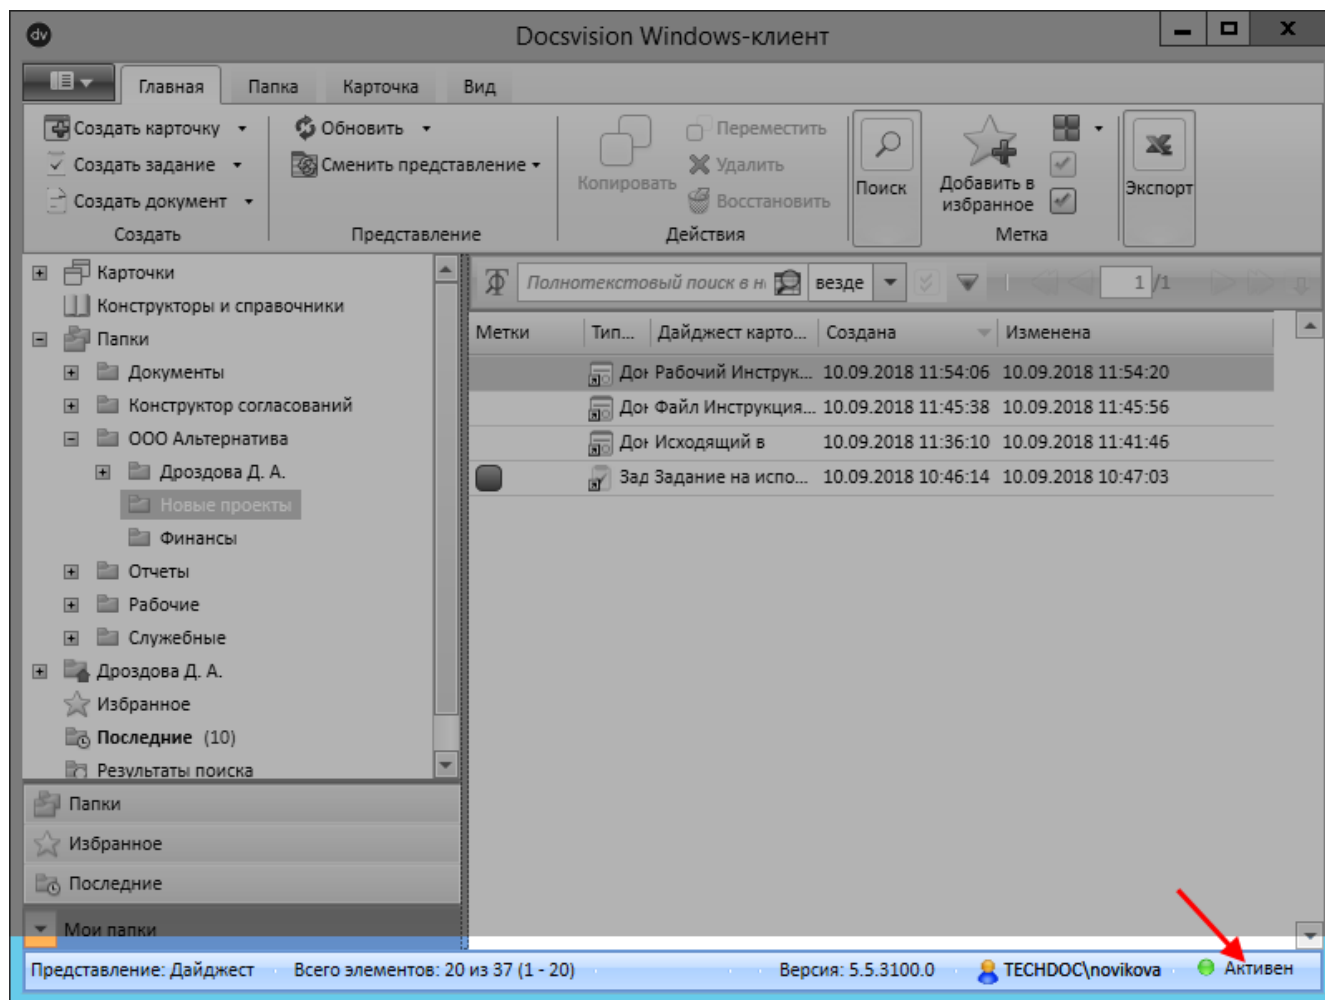 dv
Docsvision Windows-клиент
Главная Папка Карточка Вид
Создать карточку Обновить Переместить
Создать задание Сменить представление Удалить
Копировать Поиск Добавить в избранное Экспорт
Создать документ Восстановить
Создать Представление Действия Метка
Карточки
Полнотекстовый поиск в везде 1 /1
Конструкторы и справочники
Папки
Метки Тип... Дайджест карто... Создана Изменена
Документы
Рабочий Инструк... 10.09.2018 11:54:06 10.09.2018 11:54:20
Конструктор согласований
Файл Инструкция... 10.09.2018 11:45:38 10.09.2018 11:45:56
ООО Альтернатива
Исходящий в 10.09.2018 11:36:10 10.09.2018 11:41:46
Дроздова Д. А.
Зад Задание на испо... 10.09.2018 10:46:14 10.09.2018 10:47:03
Новые проекты
Финансы
Отчеты
Рабочие
Служебные
Дроздова Д. А.
Избранное
Последние (10)
Результаты поиска
Папки
Избранное
Последние
Мои папки
Представление: Дайджест Всего элементов: 20 из 37 (1 - 20) Версия: 5.5.3100.0 TECHDOC\novikova Активен